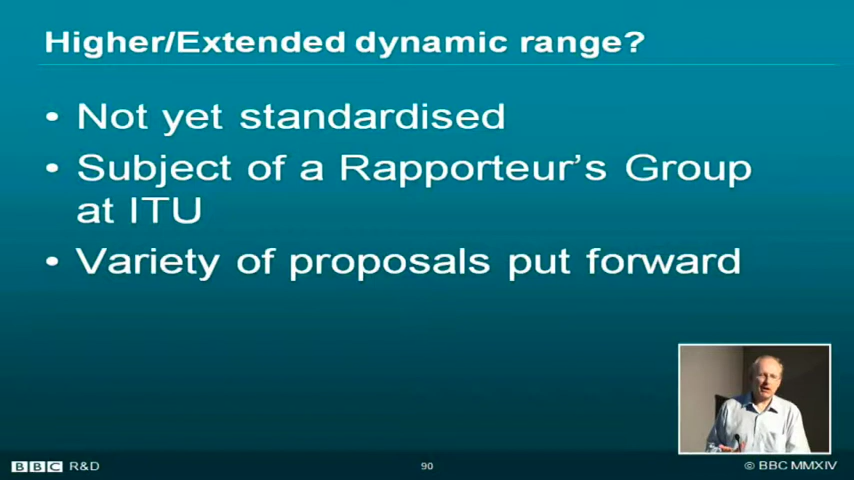 Higher/Extended dynamic range?
• Not yet standardised
• Subject of a Rapporteur’s Group
at ITU
• Variety of proposals put forward
BBC R&D
90
© BBC MMXIV